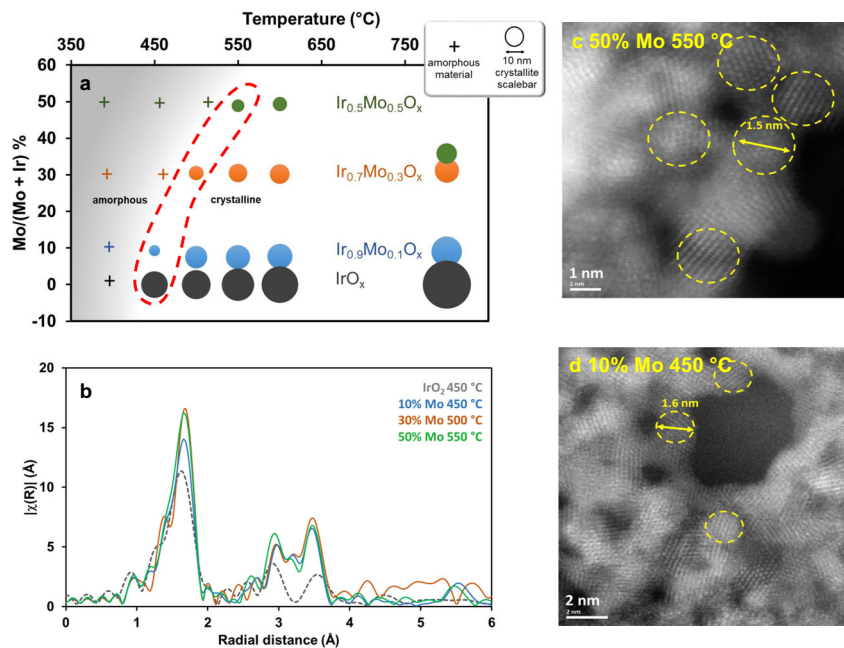 Temperature (°C)
350 450 550 650 750
+
amorphous
material
10 nm
crystallite
scalebar
Mo/(Mo + Ir) %
60
50
40
30
20
10
0
-10
a
Ir0.5Mo0.5Ox
Ir0.7Mo0.3Ox
amorphous crystalline
Ir0.9Mo0.1Ox
IrOx
c 50% Mo 550 °C
1.5 nm
1 nm
1 nm
b
IrO2 450 °C
10% Mo 450 °C
30% Mo 500 °C
50% Mo 550 °C
|χ(R)| (Å)
20
15
10
5
0
0 1 2 3 4 5 6
Radial distance (Å)
d 10% Mo 450 °C
1.6 nm
2 nm
2 nm